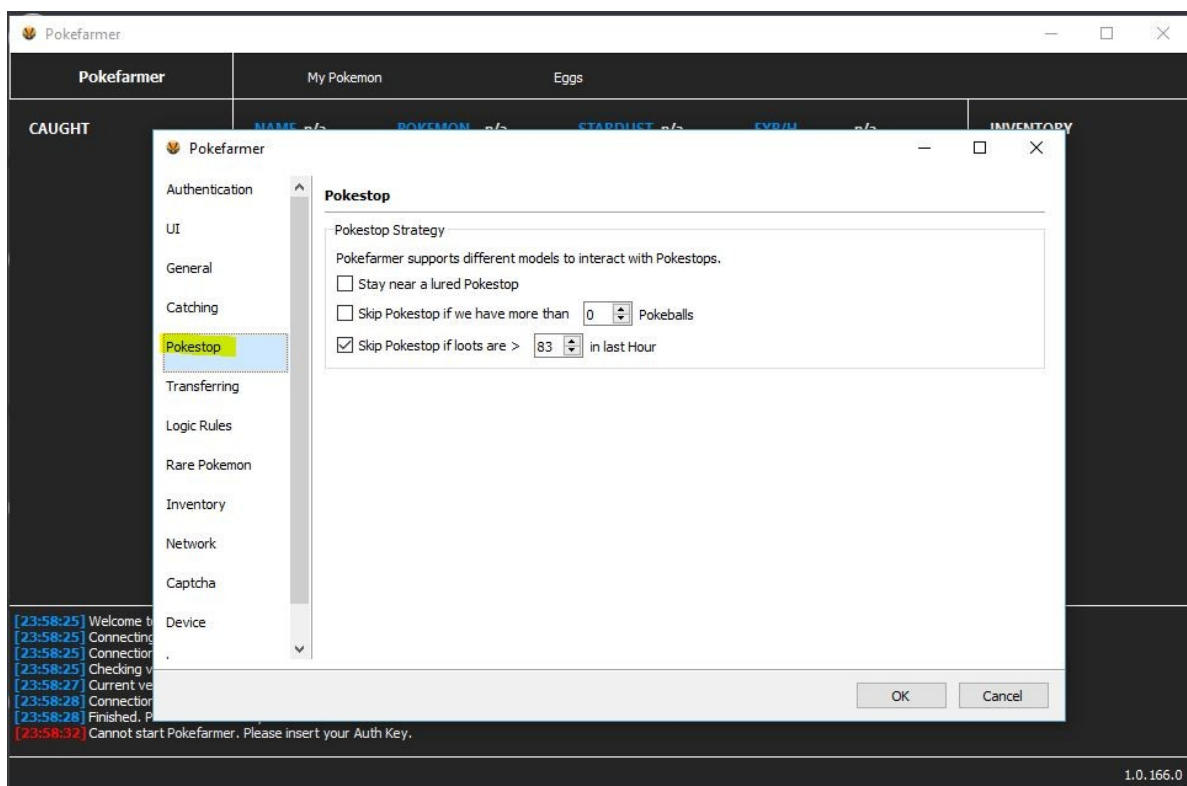 Pokefarmer
Pokefarmer My Pokemon Eggs
CAUGHT NAME n/a POKEMON n/a STARDUST n/a EXP/H n/a INVENTORY
Pokefarmer
Authentication
UI
General
Catching
Pokestop
Transferring
Logic Rules
Rare Pokemon
Inventory
Network
Captcha
Device
Pokestop
Pokestop Strategy
Pokefarmer supports different models to interact with Pokestops.
Stay near a lured Pokestop
Skip Pokestop if we have more than 0 Pokeballs
Skip Pokestop if loots are > 83 in last Hour
OK Cancel
[23:58:25] Welcome
[23:58:25] Connecting
[23:58:25] Connection
[23:58:25] Checking
[23:58:27] Current
[23:58:28] Connection
[23:58:28] Finished.
[23:58:32] Cannot start Pokefarmer. Please insert your Auth Key.
1.0.166.0